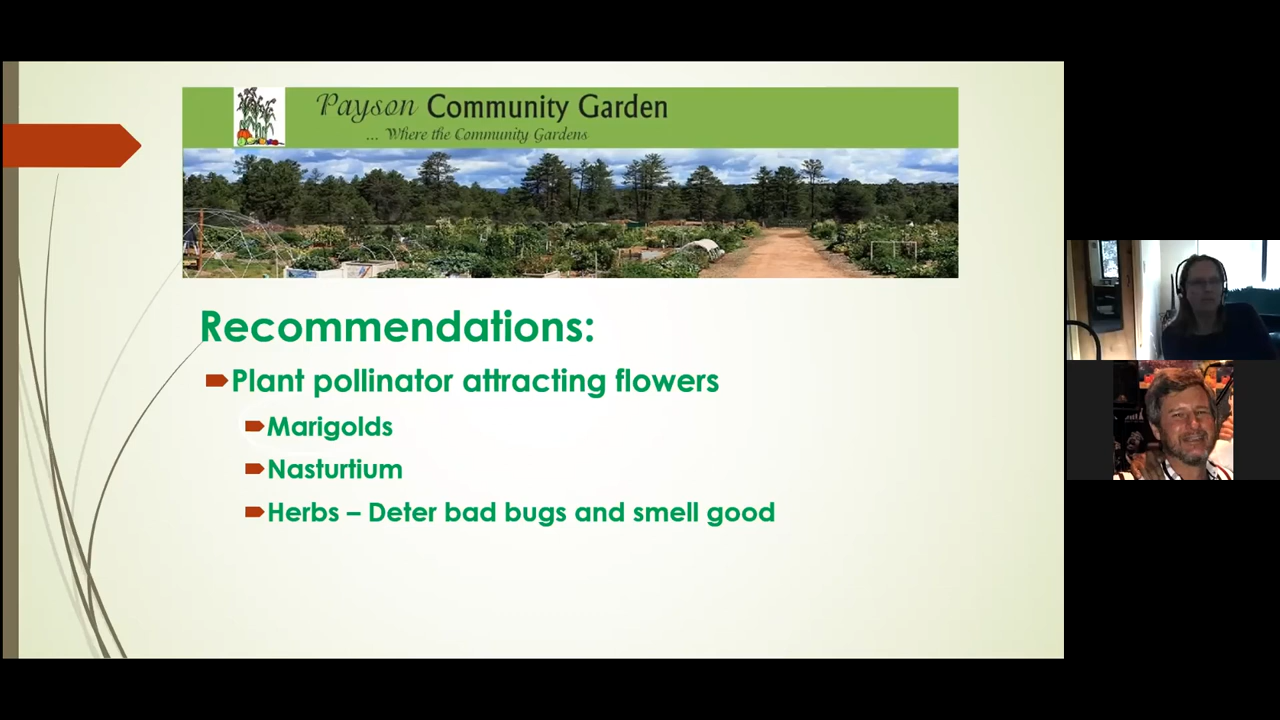 Payson Community Garden
... Where the Community Gardens
Recommendations:
Plant pollinator attracting flowers
Marigolds
Nasturtium
Herbs – Deter bad bugs and smell good